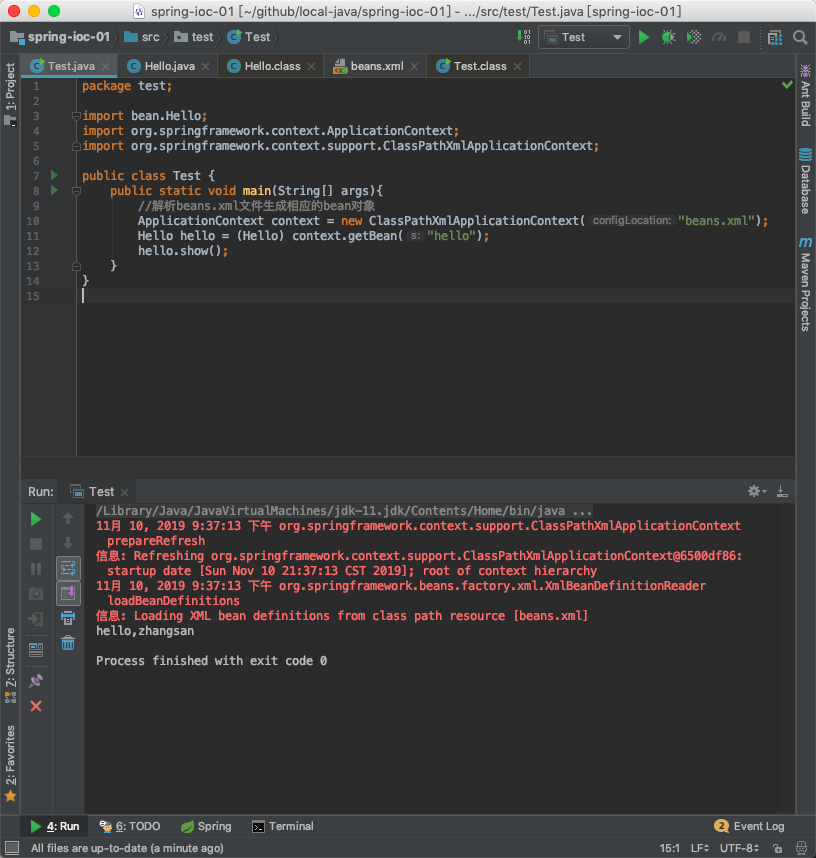 spring-ioc-01 [~/github/local-java/spring-ioc-01] - .../src/test/Test.java [spring-ioc-01]
spring-ioc-01 src test Test Test
Test.java Hello.java Hello.class beans.xml Test.class
1: Project
1 package test;
2
3 import bean.Hello;
4 import org.springframework.context.ApplicationContext;
5 import org.springframework.context.support.ClassPathXmlApplicationContext;
6
7 public class Test {
8 public static void main(String[] args){
9 //解析beans.xml文件生成相应的bean对象
10 ApplicationContext context = new ClassPathXmlApplicationContext( configLocation: "beans.xml");
11 Hello hello = (Hello) context.getBean( s: "hello");
12 hello.show();
13 }
14 }
15
Ant Build
Database
Maven Projects
Run: Test
/Library/Java/JavaVirtualMachines/jdk-11.jdk/Contents/Home/bin/java ...
11月 10, 2019 9:37:13 下午 org.springframework.context.support.ClassPathXmlApplicationContext
prepareRefresh
信息: Refreshing org.springframework.context.support.ClassPathXmlApplicationContext@6500df86:
startup date [Sun Nov 10 21:37:13 CST 2019]; root of context hierarchy
11月 10, 2019 9:37:13 下午 org.springframework.beans.factory.xml.XmlBeanDefinitionReader
loadBeanDefinitions
信息: Loading XML bean definitions from class path resource [beans.xml]
hello,zhangsan
Process finished with exit code 0
7: Structure
2: Favorites
4: Run 6: TODO Spring Terminal 2 Event Log
All files are up-to-date (a minute ago) 15:1 LF UTF-8